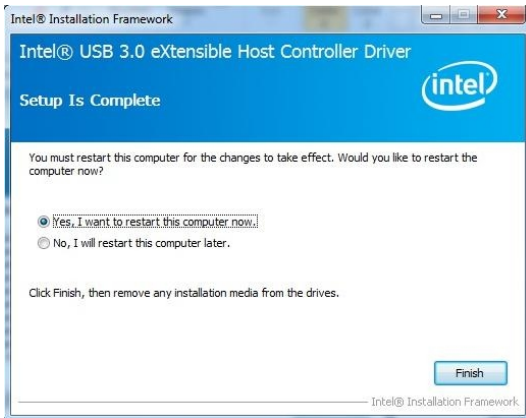 Intel® Installation Framework
Intel® USB 3.0 eXtensible Host Controller Driver
intel
Setup Is Complete
You must restart this computer for the changes to take effect. Would you like to restart the
computer now?
Yes, I want to restart this computer now.
No, I will restart this computer later.
Click Finish, then remove any installation media from the drives.
Finish
Intel® Installation Framework